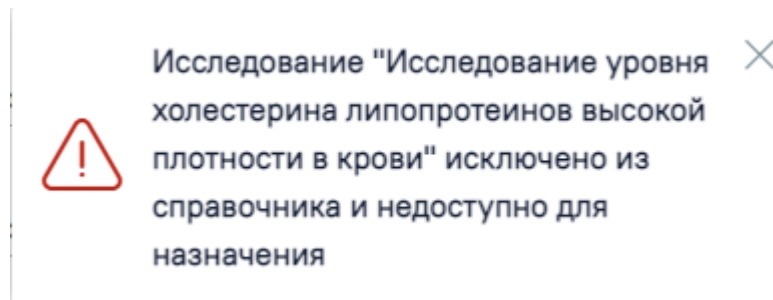 Исследование "Исследование уровня
холестерина липопротеинов высокой
плотности в крови" исключено из
справочника и недоступно для
назначения